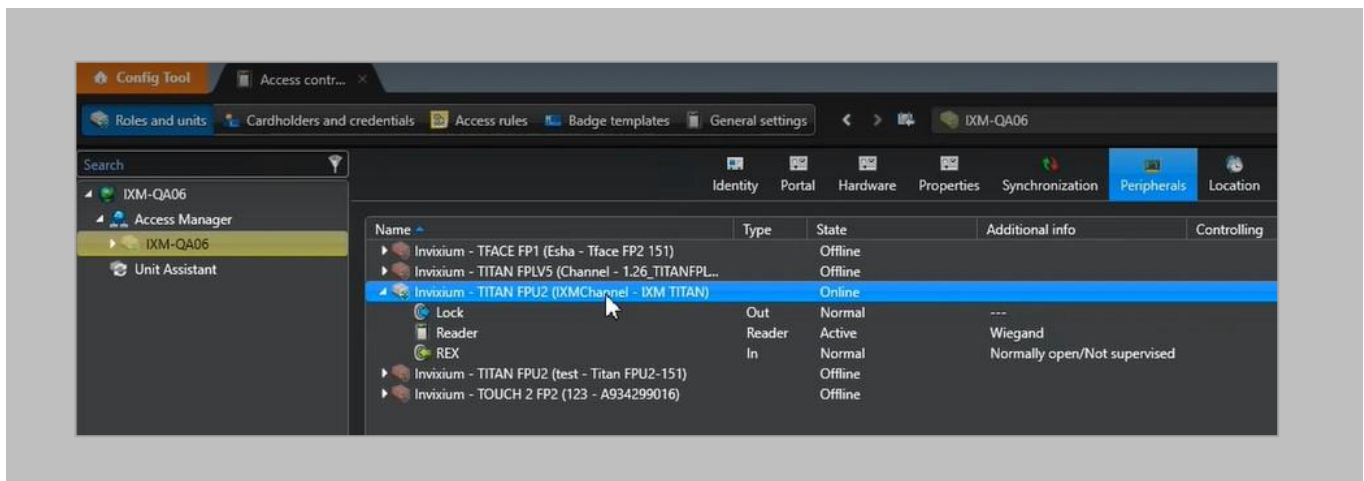 Config Tool Access contr...
Roles and units Cardholders and credentials Access rules Badge templates General settings IXM-QA06
Search
Identity Portal Hardware Properties Synchronization Peripherals Location
IXM-QA06
Access Manager
IXM-QA06
Unit Assistant
Name Type State Additional info Controlling
Invixium - TFACE FP1 (Esha - Tface FP2 151) Offline
Invixium - TITAN FPLV5 (Channel - 1.26_TITANFPL... Offline
Invixium - TITAN FPU2 (IXMChannel - IXM TITAN) Online
Lock Out Normal ---
Reader Reader Active Wiegand
REX In Normal Normally open/Not supervised
Invixium - TITAN FPU2 (test - Titan FPU2-151) Offline
Invixium - TOUCH 2 FP2 (123 - A934299016) Offline